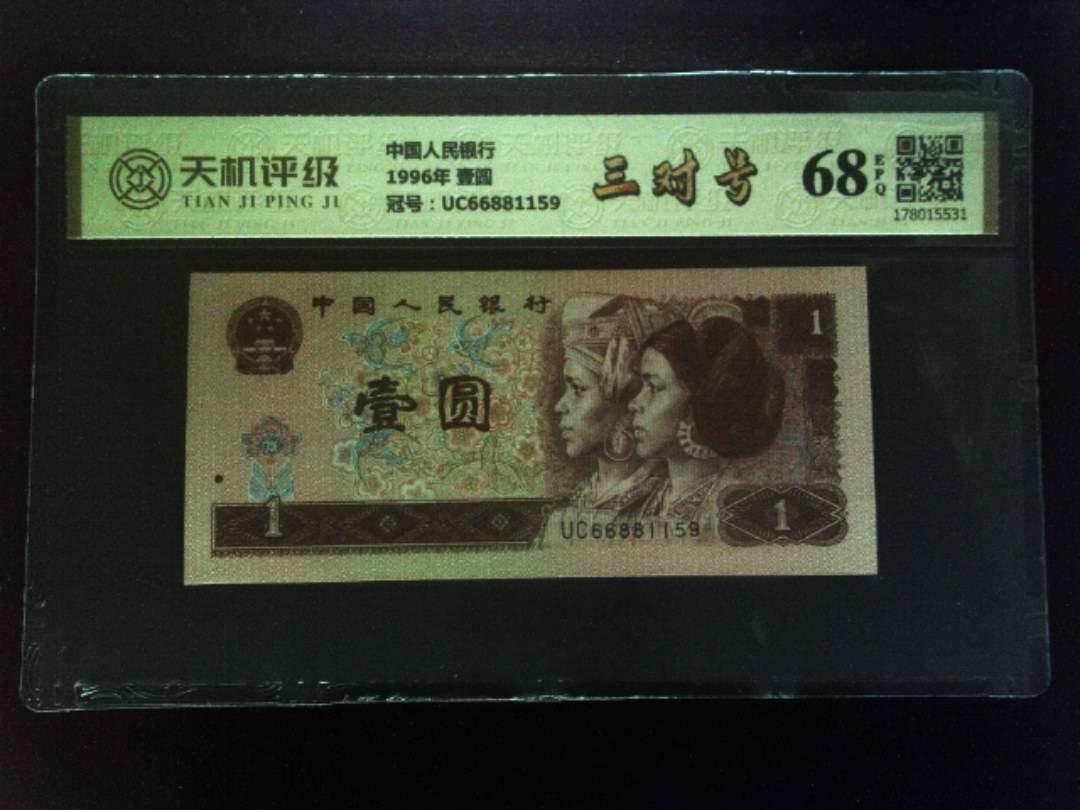 天机评级
TIAN JI PING JI
中国人民银行
1996年 壹圆
冠号：UC66881159
三对号
68
EPQ
178015531
中国人民银行
1
壹圆
1
UC66881159
1